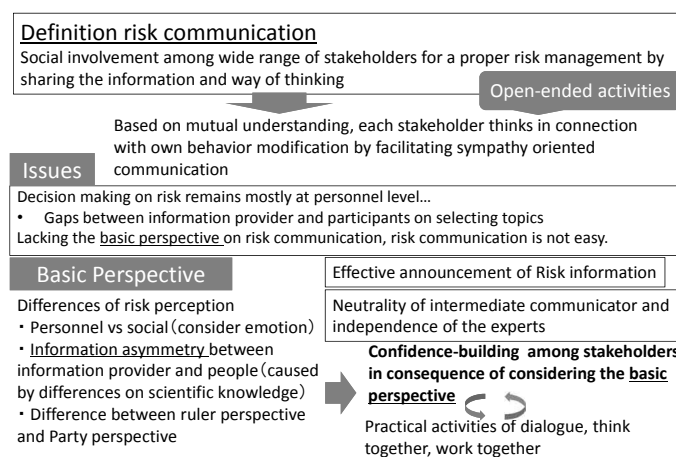 Definition risk communication
Social involvement among wide range of stakeholders for a proper risk management by
sharing the information and way of thinking
Open-ended activities
Based on mutual understanding, each stakeholder thinks in connection
with own behavior modification by facilitating sympathy oriented
communication
Issues
Decision making on risk remains mostly at personnel level…
• Gaps between information provider and participants on selecting topics
Lacking the basic perspective on risk communication, risk communication is not easy.
Basic Perspective
Differences of risk perception
・Personnel vs social（consider emotion）
・Information asymmetry between
information provider and people（caused
by differences on scientific knowledge）
・Difference between ruler perspective
and Party perspective
Effective announcement of Risk information
Neutrality of intermediate communicator and
independence of the experts
Confidence-building among stakeholders
in consequence of considering the basic
perspective
Practical activities of dialogue, think
together, work together